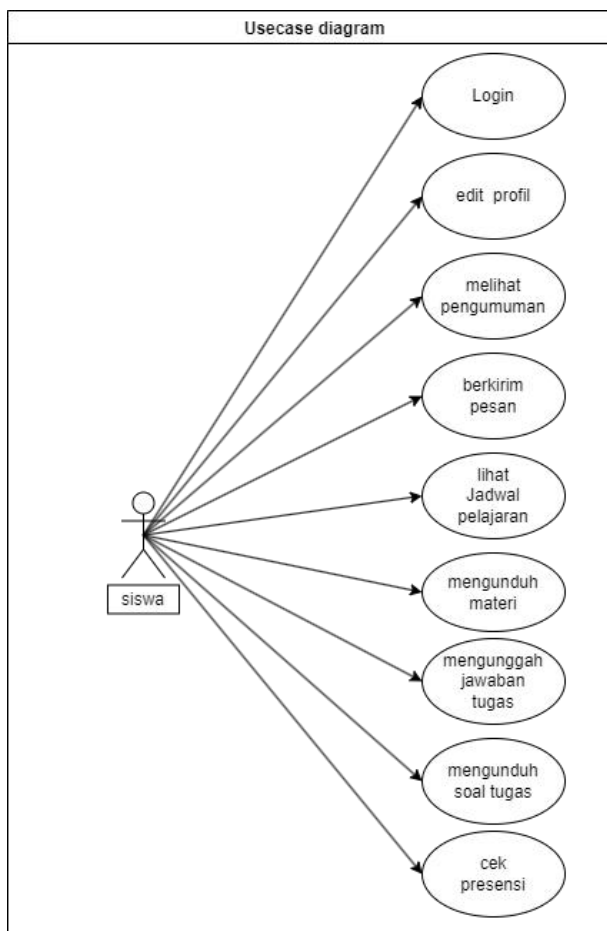 Usecase diagram
Login
edit profil
melihat
pengumuman
berkirim
pesan
lihat
Jadwal
pelajaran
siswa
mengunduh
materi
mengunggah
jawaban
tugas
mengunduh
soal tugas
cek
presensi